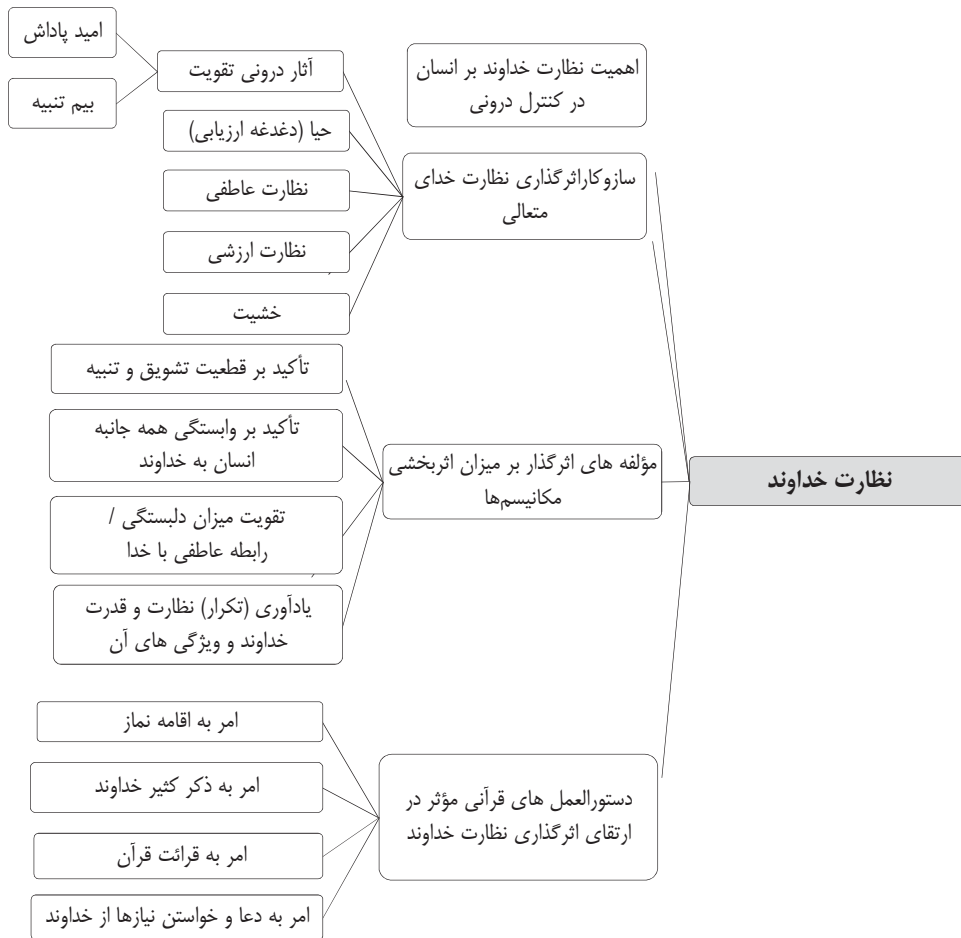 نظارت خداوند
اهمیت نظارت خداوند بر انسان
در کنترل درونی
سازوکاراثرگذاری نظارت خدای
متعالی
آثار درونی تقویت
امید پاداش
بیم تنبیه
حیا (دغدغه ارزیابی)
نظارت عاطفی
نظارت ارزشی
خشیت
مؤلفه های اثرگذار بر میزان اثربخشی
مکانیسم‌ها
تأکید بر قطعیت تشویق و تنبیه
تأکید بر وابستگی همه جانبه
انسان به خداوند
تقویت میزان دلبستگی /
رابطه عاطفی با خدا
یادآوری (تکرار) نظارت و قدرت
خداوند و ویژگی های آن
دستورالعمل های قرآنی مؤثر در
ارتقای اثرگذاری نظارت خداوند
امر به اقامه نماز
امر به ذکر کثیر خداوند
امر به قرائت قرآن
امر به دعا و خواستن نیازها از خداوند